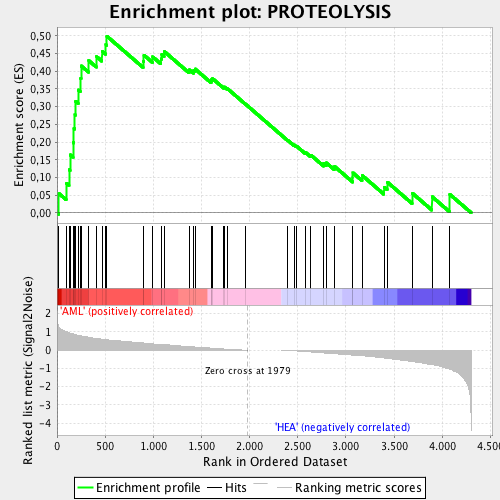 Enrichment plot: PROTEOLYSIS
Enrichment score (ES)
0,50
0,45
0,40
0,35
0,30
0,25
0,20
0,15
0,10
0,05
0,00
'AML' (positively correlated)
Ranked list metric (Signal2Noise)
2
1
0
-1
-2
-3
-4
Zero cross at 1979
'HEA' (negatively correlated)
0
500
1.000
1.500
2.000
2.500
3.000
3.500
4.000
4.500
Rank in Ordered Dataset
Enrichment profile
Hits
Ranking metric scores